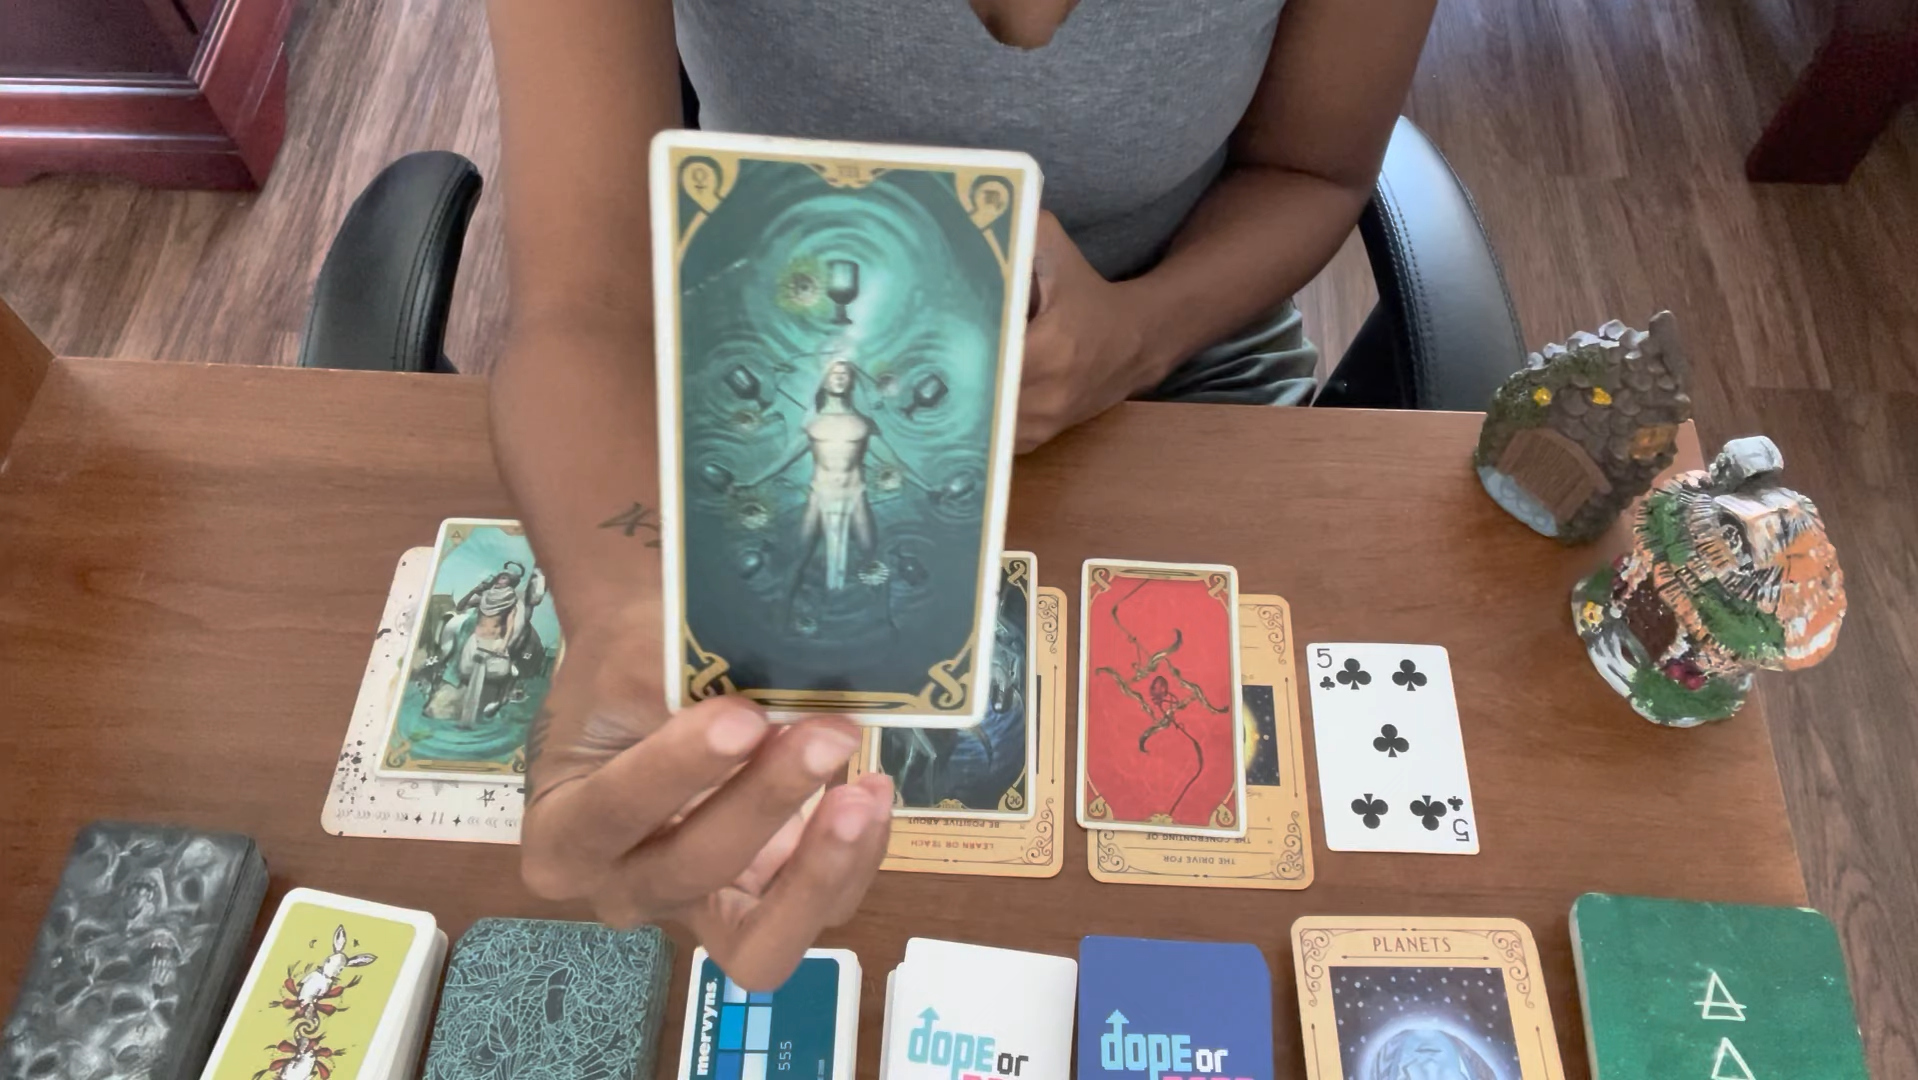 5
5
11
BE POSITIVE ABOUT
LEARN OR TEACH
THE CONFRONTING OF
THE DRIVE FOR
mervyns.
555
dope or
dope or
PLANETS